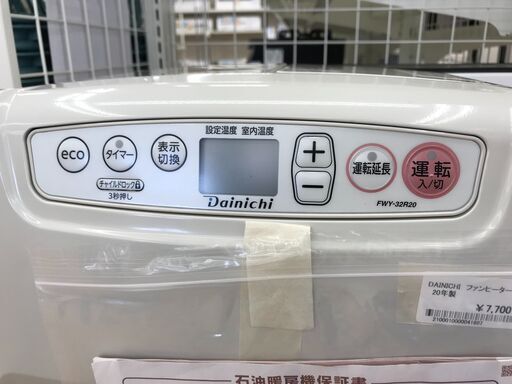 設定温度 室内温度
eco
タイマー
表示
切換
チャイルドロック
3秒押し
Dainichi
＋
－
運転延長
運転
入/切
FWY-32R20
DAINICHI ファンヒーター
20年製
￥7,700
2100010000041887
石油暖房機保証書